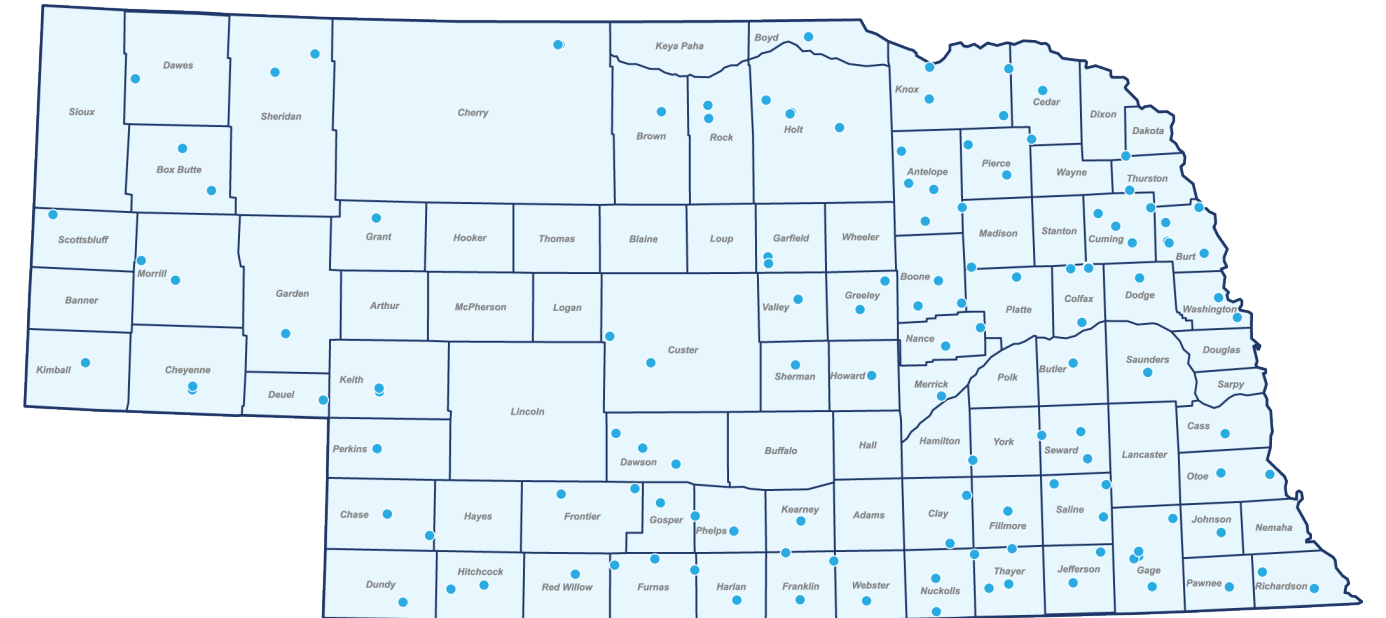 Boyd
Keya Paha
Dawes
Sioux
Knox
Cedar
Cherry
Sheridan
Dixon
Holt
Dakota
Brown
Rock
Pierce
Box Butte
Antelope
Wayne
Thurston
Grant
Hooker
Thomas
Blaine
Loup
Garfield
Wheeler
Madison
Stanton
Cuming
Scottsbluff
Burt
Morrill
Boone
Garden
Greeley
Dodge
Colfax
Banner
Arthur
McPherson
Logan
Valley
Platte
Washington
Nance
Custer
Douglas
Saunders
Kimball
Cheyenne
Butler
Sherman
Howard
Polk
Keith
Merrick
Sarpy
Deuel
Lincoln
Cass
Hamilton
York
Perkins
Hall
Buffalo
Seward
Lancaster
Dawson
Otoe
Saline
Kearney
Chase
Hayes
Frontier
Gosper
Adams
Clay
Johnson
Fillmore
Nemaha
Phelps
Jefferson
Gage
Hitchcock
Thayer
Dundy
Red Willow
Furnas
Harlan
Franklin
Webster
Pawnee
Richardson
Nuckolls